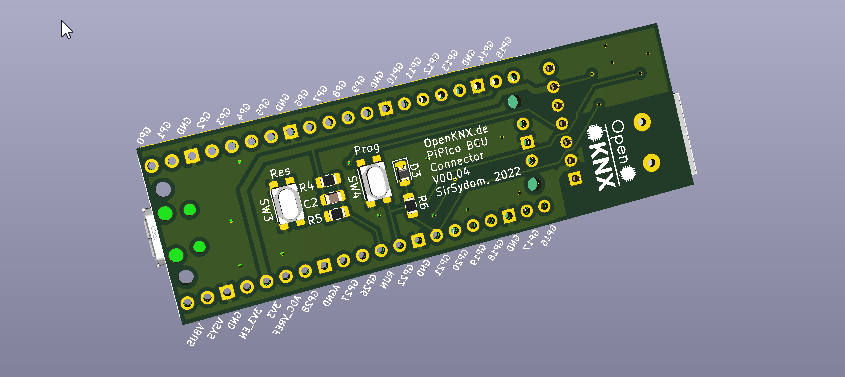 GP0 GP1 GND GP2 GP3 GP4 GP5 GND GP6 GP7 GP8 GP9 GND GP10 GP11 GP12 GP13 GND GP14 GP15
Res
SW3
R4
C2
R5
Prog
SW4
D3
R6
OpenKNX.de
PiPico BCU
Connector
V00.04
SirSydom, 2022
Open
KNX
VBUS VSYS GND 3V3_EN 3V3 ADC_VREF GP28 AGND GP27 GP26 RUN GP22 GND GP21 GP20 GP19 GP18 GND GP17 GP16